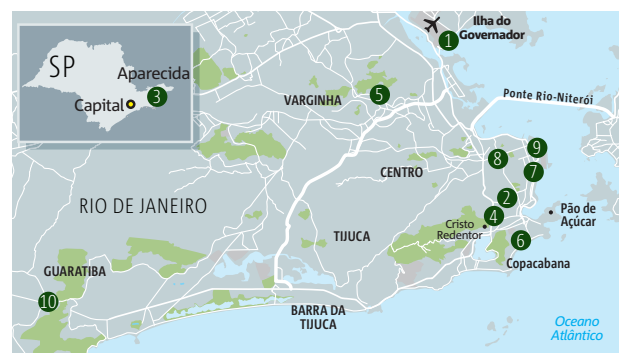 SP
Aparecida
Capital
3
1
Ilha do
Governador
VARGINHA
5
Ponte Rio-Niterói
8
9
7
CENTRO
2
4
Cristo
Redentor
Pão de
Açúcar
6
Copacabana
RIO DE JANEIRO
TIJUCA
GUARATIBA
10
BARRA DA
TIJUCA
Oceano
Atlântico